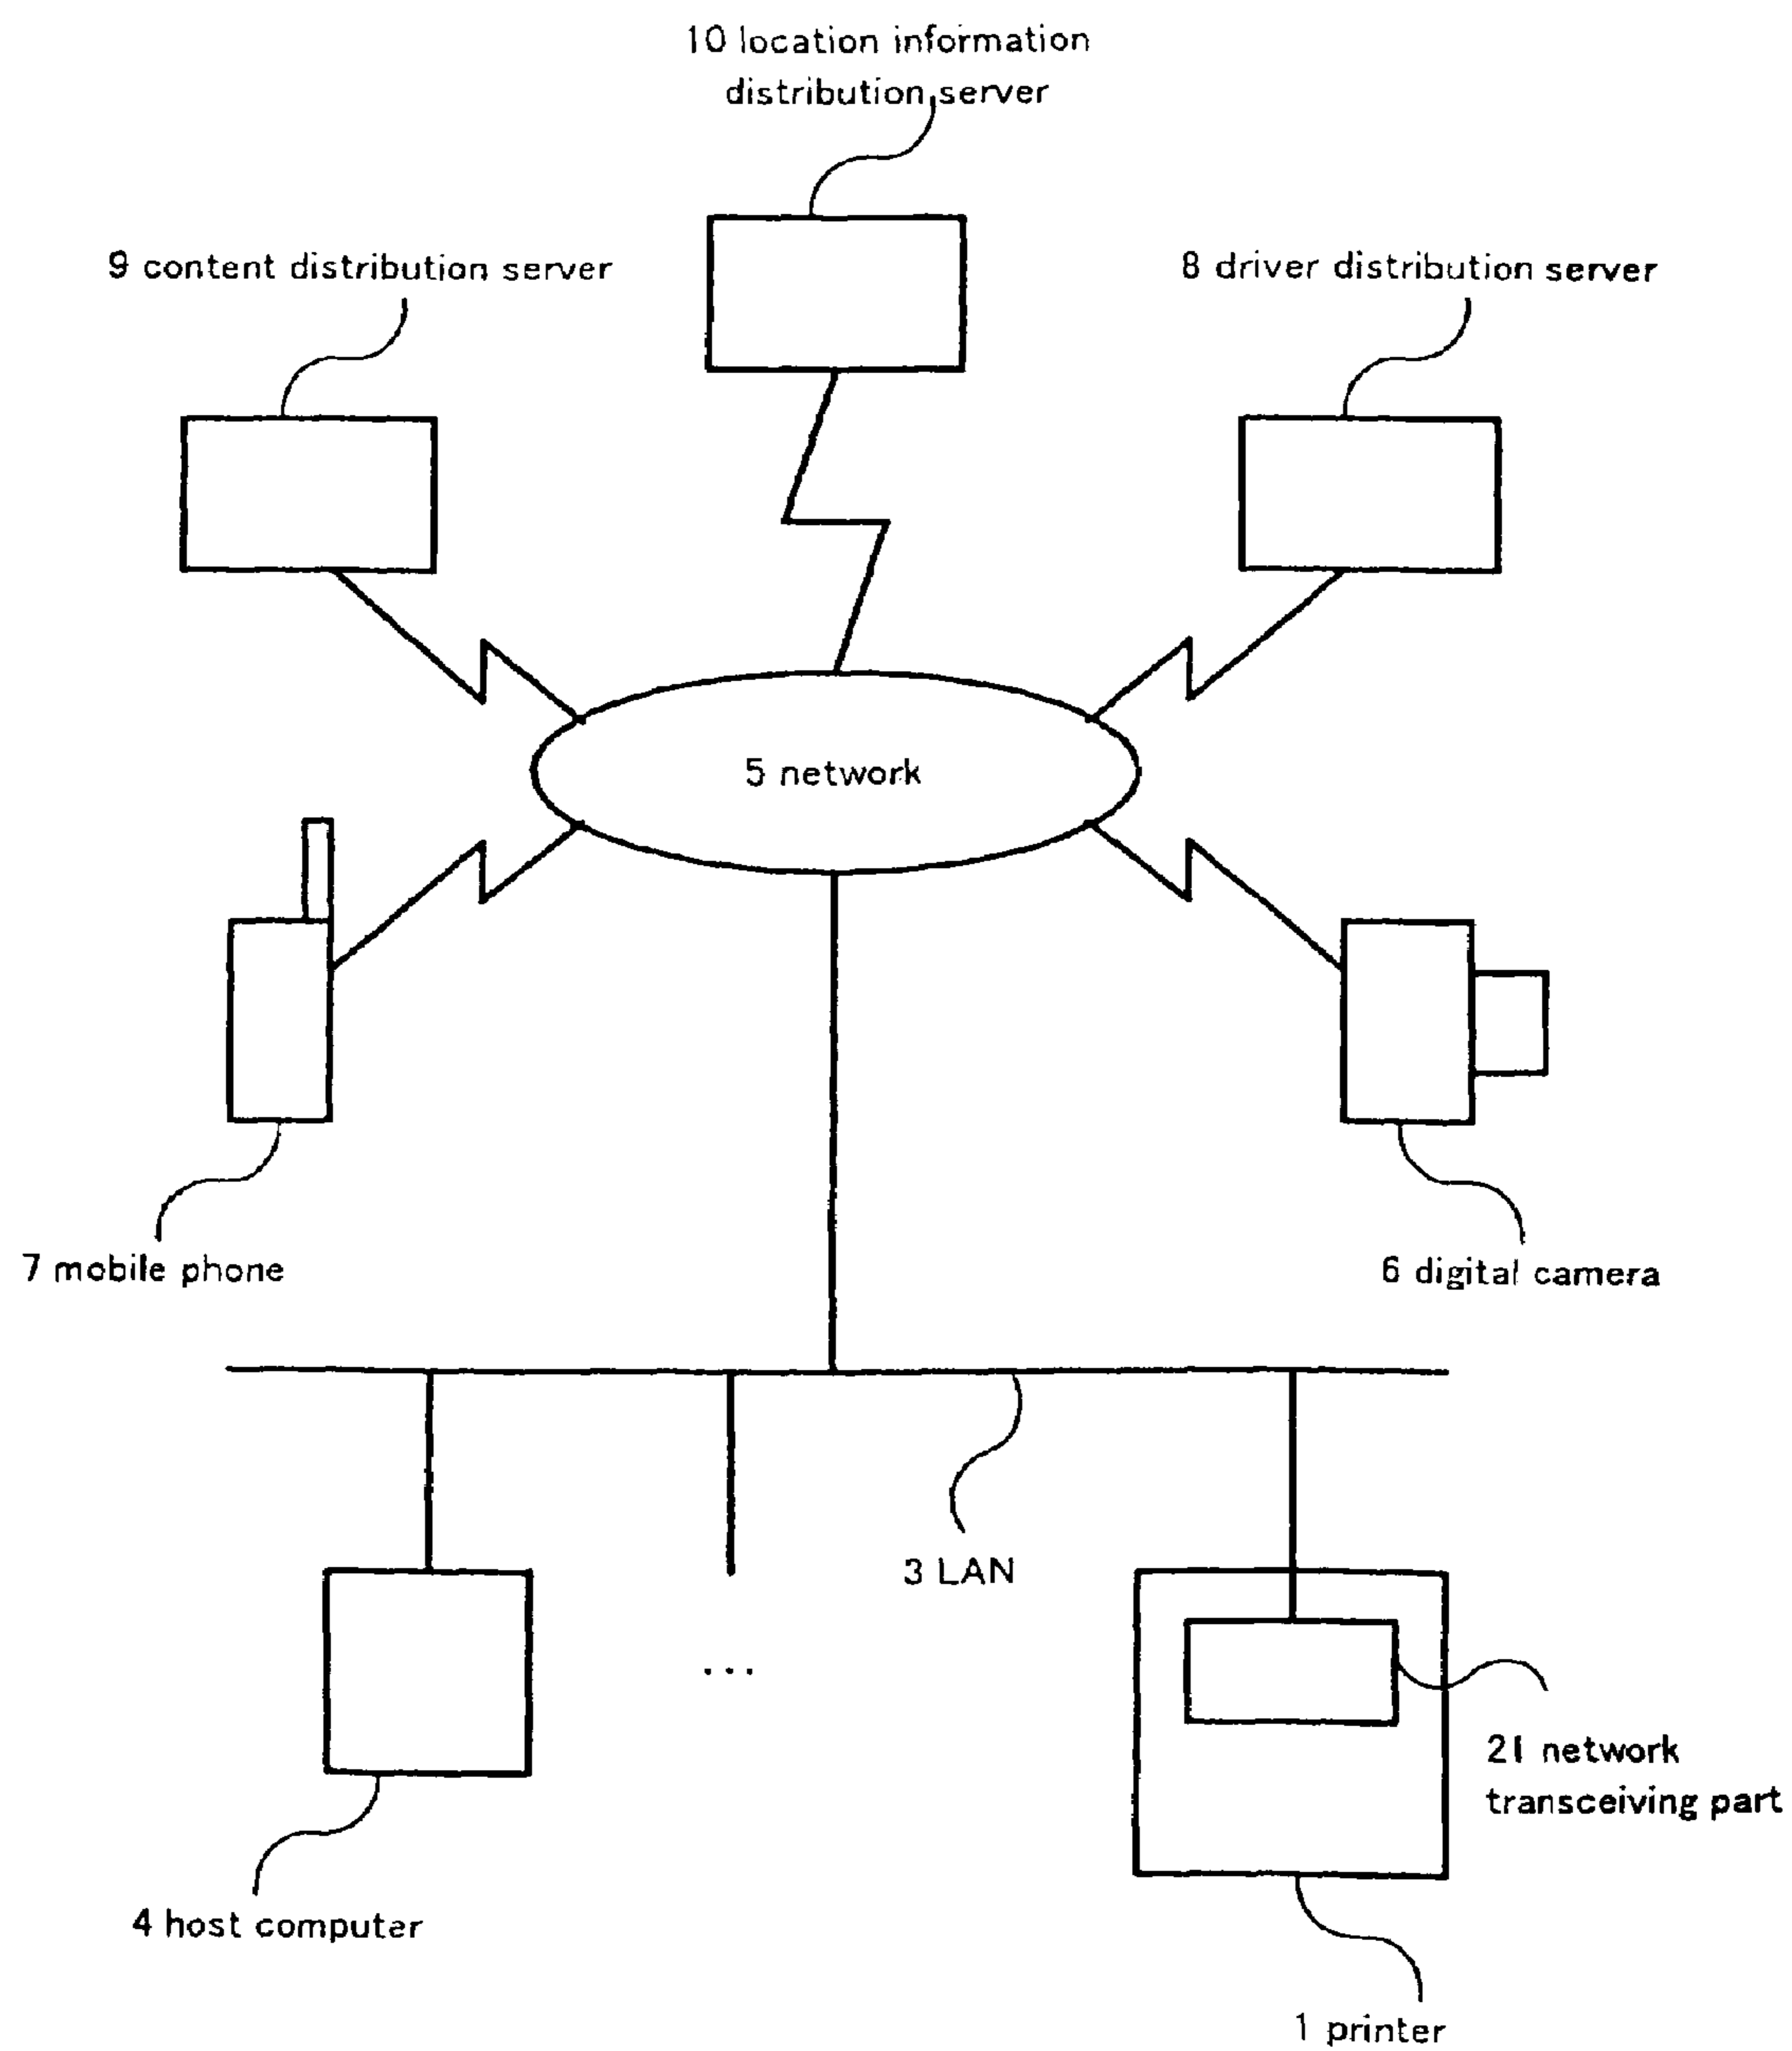 10 location information
distribution server
9 content distribution server
8 driver distribution server
5 network
7 mobile phone
6 digital camera
3 LAN
21 network
transceiving part
4 host computer
1 printer